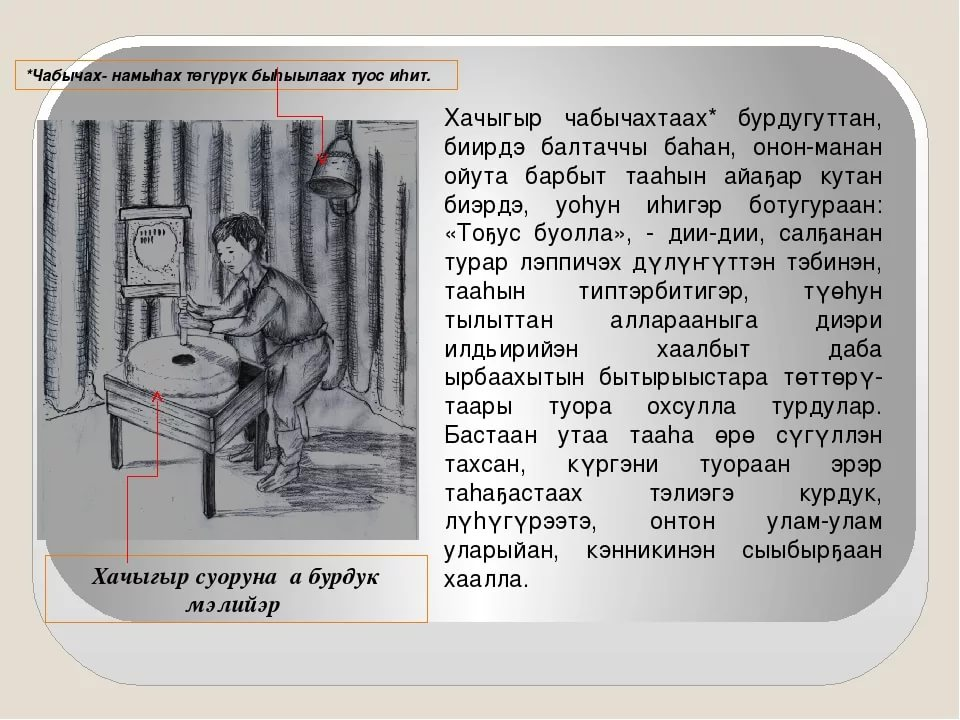 *Чабычах- намыһах төгүрүк быһыылаах туос иһит.
Хачыгыр чабычахтаах* бурдугуттан,
биирдэ балтаччы баһан, онон-манан
ойута барбыт тааһын айаҕар кутан
биэрдэ, уоһун иһигэр ботугураан:
«Тоҕус буолла», - дии-дии, салҕанан
турар лэппичэх дүлүҥүттэн тэбинэн,
тааһын типтэрбитигэр, түөһүн
тылыттан алларааныга диэри
илдьирийэн хаалбыт даба
ырбаахытын бытырыыстара төттөрү-
таары туора охсулла турдулар.
Бастаан утаа тааһа өрө сүгүллэн
тахсан, күргэни туораан эрэр
таһаҕастаах тэлиэгэ курдук,
лүһүгүрээтэ, онтон улам-улам
уларыйан, кэнникинэн сыыбырҕаан
хаалла.
Хачыгыр суоруна а бурдук
мэлийэр